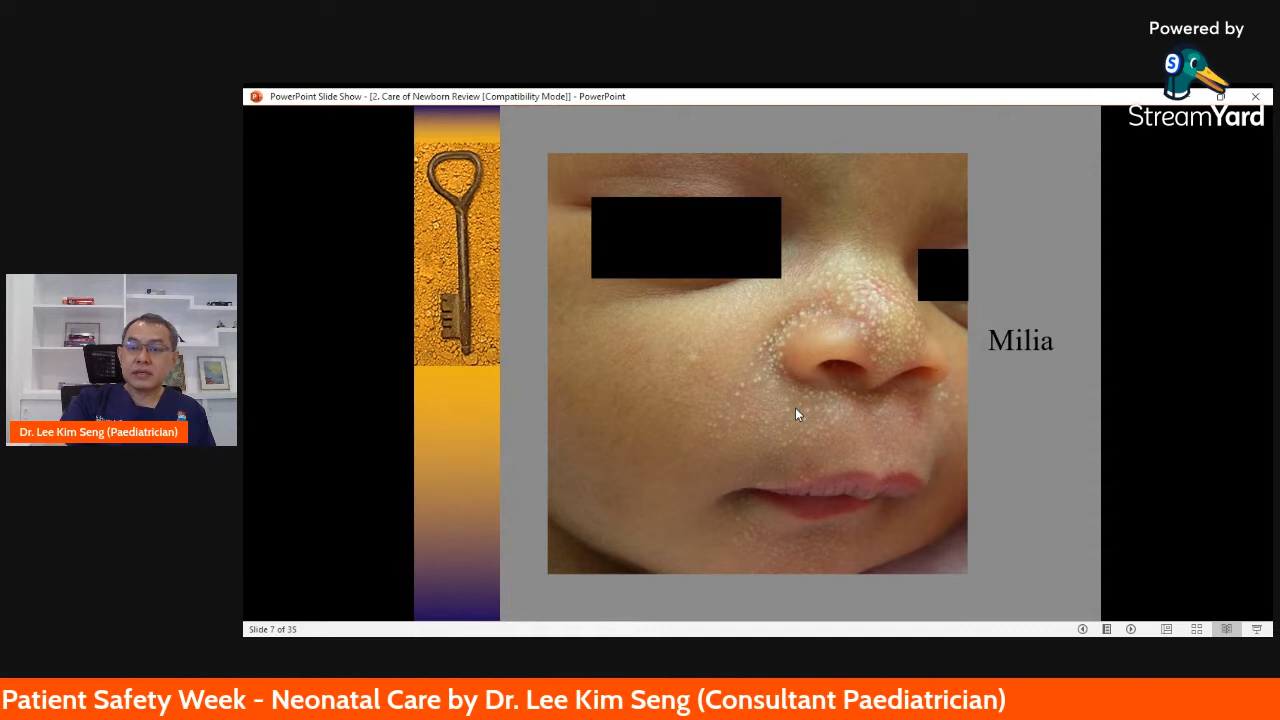 Powered by
S
StreamYard
PowerPoint Slide Show - [2. Care of Newborn Review [Compatibility Mode]] - PowerPoint
Milia
Dr. Lee Kim Seng (Paediatrician)
Slide 7 of 35
Patient Safety Week - Neonatal Care by Dr. Lee Kim Seng (Consultant Paediatrician)